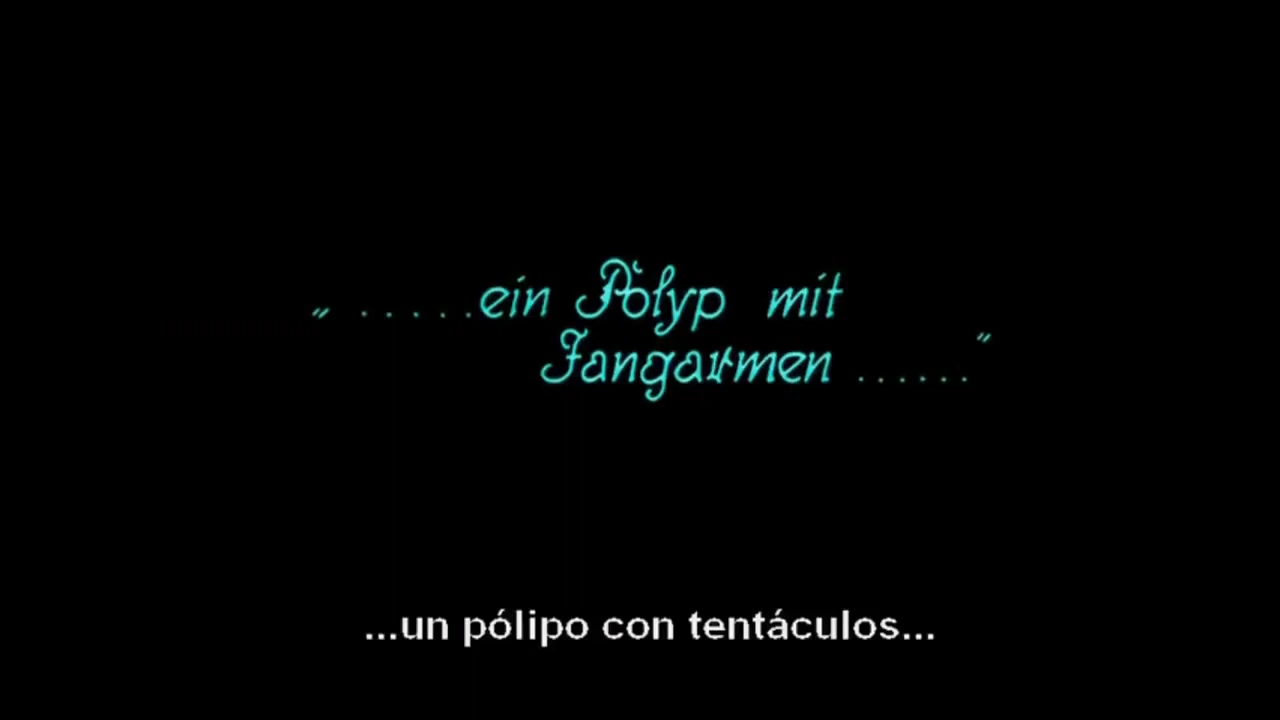 „ . . . . . ein Polyp mit
Fangarmen . . . . . . "
...un pólipo con tentáculos...